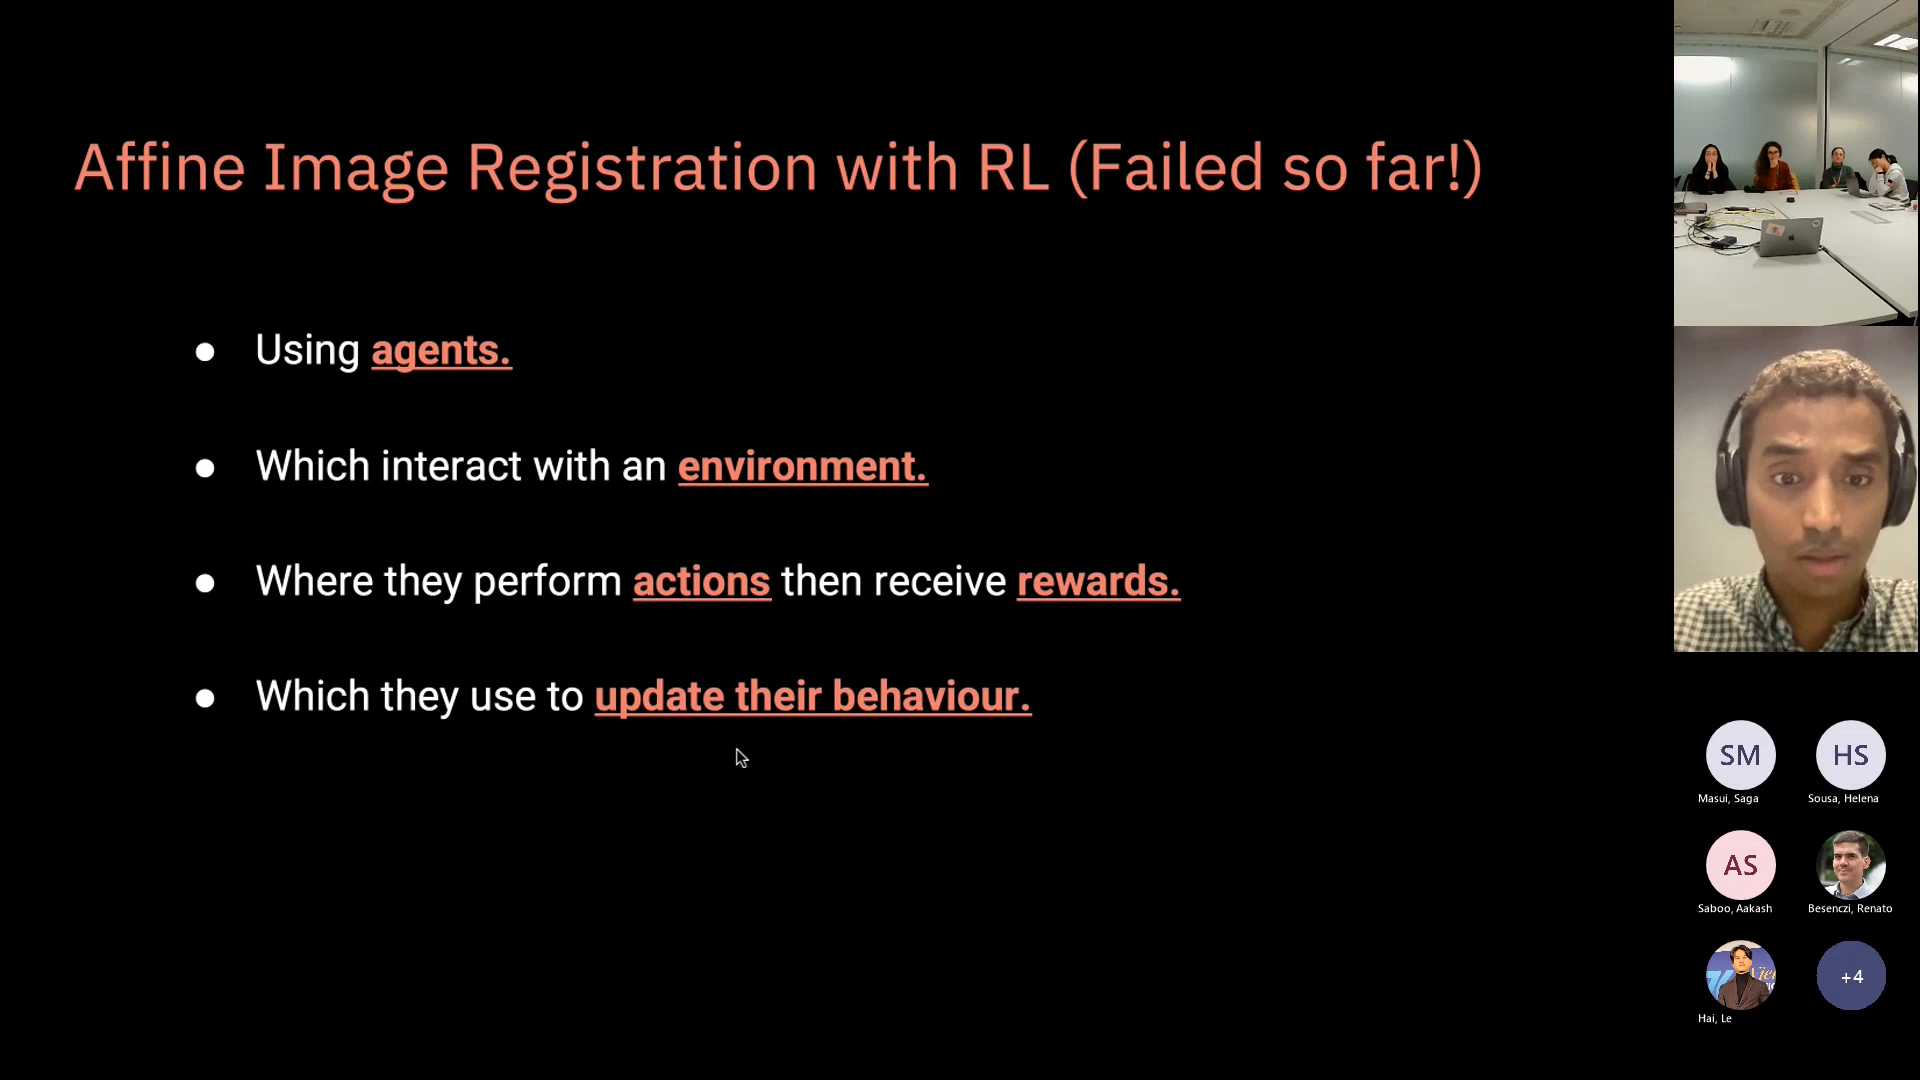 Affine Image Registration with RL (Failed so far!)
● Using agents.
● Which interact with an environment.
● Where they perform actions then receive rewards.
● Which they use to update their behaviour.
SM
HS
Masui, Saga
Sousa, Helena
AS
Saboo, Aakash
Besenczi, Renato
Hai, Le
+4